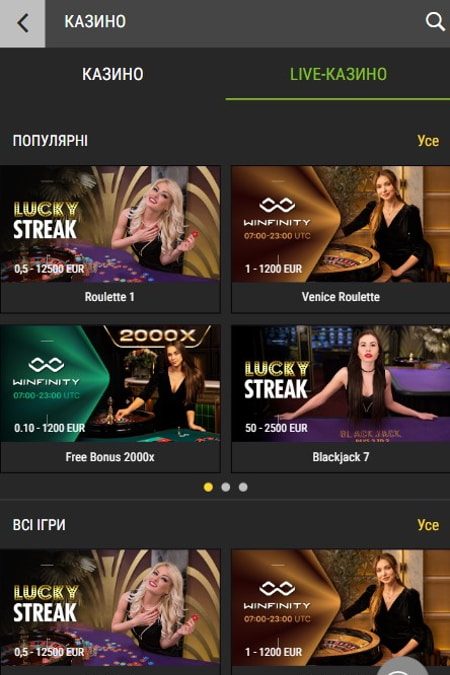 КАЗИНО
КАЗИНО
LIVE-КАЗИНО
ПОПУЛЯРНІ
Усе
LUCKY
STREAK
0,5 - 12500 EUR
Roulette 1
WINFINITY
07:00-23:00 UTC
1 - 1200 EUR
Venice Roulette
2000X
WINFINITY
07:00-23:00 UTC
0.10 - 1200 EUR
Free Bonus 2000x
LUCKY
STREAK
50 - 2500 EUR
BLACKJACK
Blackjack 7
ВСІ ІГРИ
Усе
LUCKY
STREAK
0,5 - 12500 EUR
WINFINITY
07:00-23:00 UTC
1 - 1200 EUR